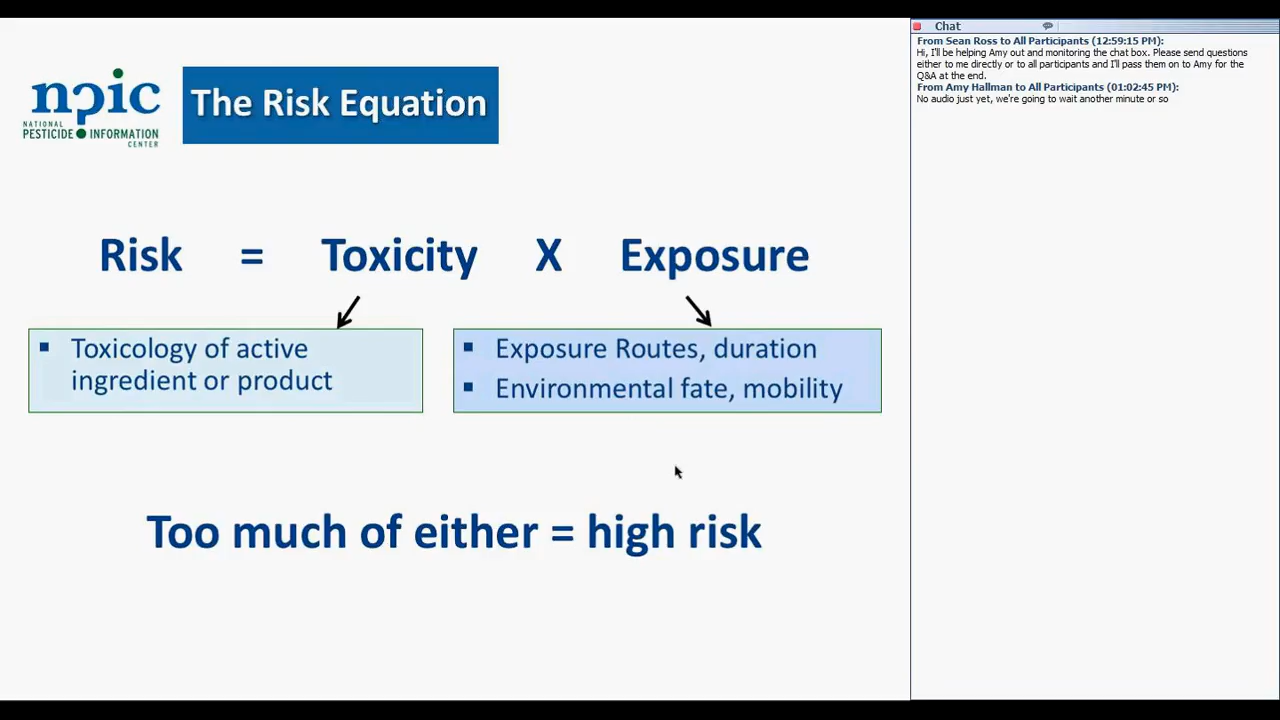 npic
NATIONAL
PESTICIDE INFORMATION
CENTER
The Risk Equation
Risk = Toxicity X Exposure
▪ Toxicology of active
ingredient or product
▪ Exposure Routes, duration
▪ Environmental fate, mobility
Too much of either = high risk
Chat
From Sean Ross to All Participants (12:59:15 PM):
Hi, I'll be helping Amy out and monitoring the chat box. Please send questions
either to me directly or to all participants and I'll pass them on to Amy for the
Q&A at the end.
From Amy Hallman to All Participants (01:02:45 PM):
No audio just yet, we're going to wait another minute or so